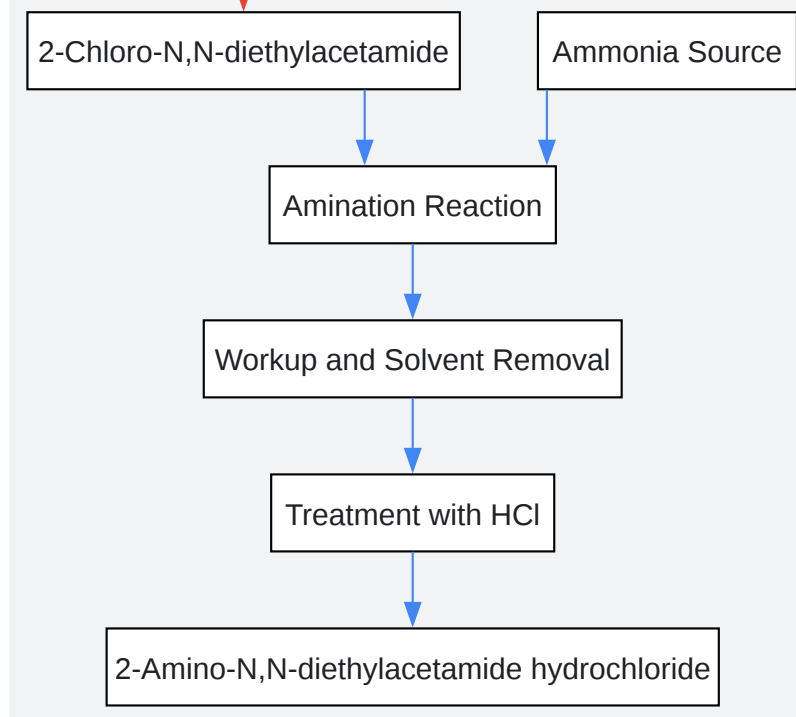 2-Chloro-N,N-diethylacetamide
Ammonia Source
Amination Reaction
Workup and Solvent Removal
Treatment with HCl
2-Amino-N,N-diethylacetamide hydrochloride